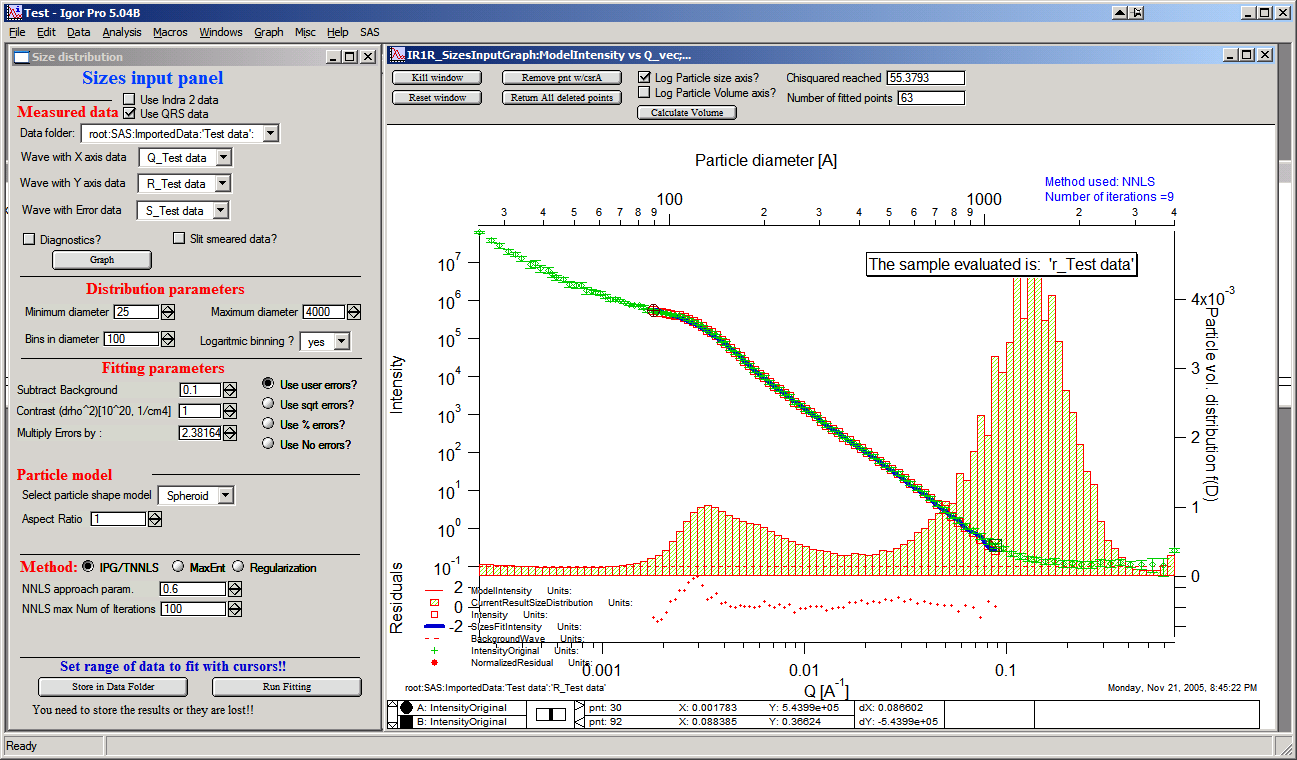 Test - Igor Pro 5.04B
File Edit Data Analysis Macros Windows Graph Misc Help SAS
Size distribution
Sizes input panel
Use Indra 2 data
Measured data Use QRS data
Data folder: root:SAS:ImportedData:'Test data':
Wave with X axis data Q_Test data
Wave with Y axis data R_Test data
Wave with Error data S_Test data
Diagnostics? Slit smeared data?
Graph
Distribution parameters
Minimum diameter 25 Maximum diameter 4000
Bins in diameter 100 Logaritmic binning ? yes
Fitting parameters
Subtract Background 0.1 Use user errors?
Contrast (drho^2)[10^20, 1/cm4] 1 Use sqrt errors?
Multiply Errors by : 2.38164 Use % errors?
Use No errors?
Particle model
Select particle shape model Spheroid
Aspect Ratio 1
Method: IPG/TNNLS MaxEnt Regularization
NNLS approach param. 0.6
NNLS max Num of Iterations 100
Set range of data to fit with cursors!!
Store in Data Folder Run Fitting
You need to store the results or they are lost!!
IR1R_SizesInputGraph:ModelIntensity vs Q_vec;...
Kill window Remove pnt w/csrA Log Particle size axis? Chisquared reached 55.3793
Reset window Return All deleted points Log Particle Volume axis? Number of fitted points 63
Calculate Volume
Particle diameter [A]
Method used: NNLS
Number of iterations =9
100 1000
3 4 5 6 7 8 9 2 3 4 5 6 7 8 9 2 3 4
The sample evaluated is: 'r_Test data'
10^7
10^6
10^5
10^4
10^3
10^2
10^1
10^0
10^-1
Intensity
4x10^-3
3
2
1
0
Particle vol. distribution f(D)
Residuals
2
0
-2
ModelIntensity Units:
CurrentResultSizeDistribution Units:
Intensity Units:
SizesFitIntensity Units:
BackgroundWave Units:
IntensityOriginal Units:
NormalizedResidual Units:
0.001 0.01 0.1
Q [A^-1]
root:SAS:ImportedData:'Test data':'R_Test data'
Monday, Nov 21, 2005, 8:45:22 PM
A: IntensityOriginal pnt: 30 X: 0.001783 Y: 5.4399e+05 dX: 0.086602
B: IntensityOriginal pnt: 92 X: 0.088385 Y: 0.36624 dY: -5.4399e+05
Ready